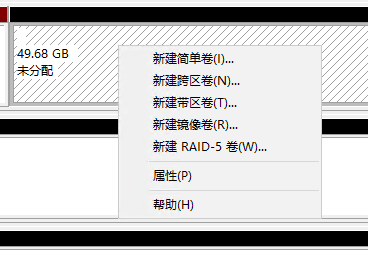 49.68 GB
未分配
新建简单卷(I)...
新建跨区卷(N)...
新建带区卷(T)...
新建镜像卷(R)...
新建 RAID-5 卷(W)...
属性(P)
帮助(H)